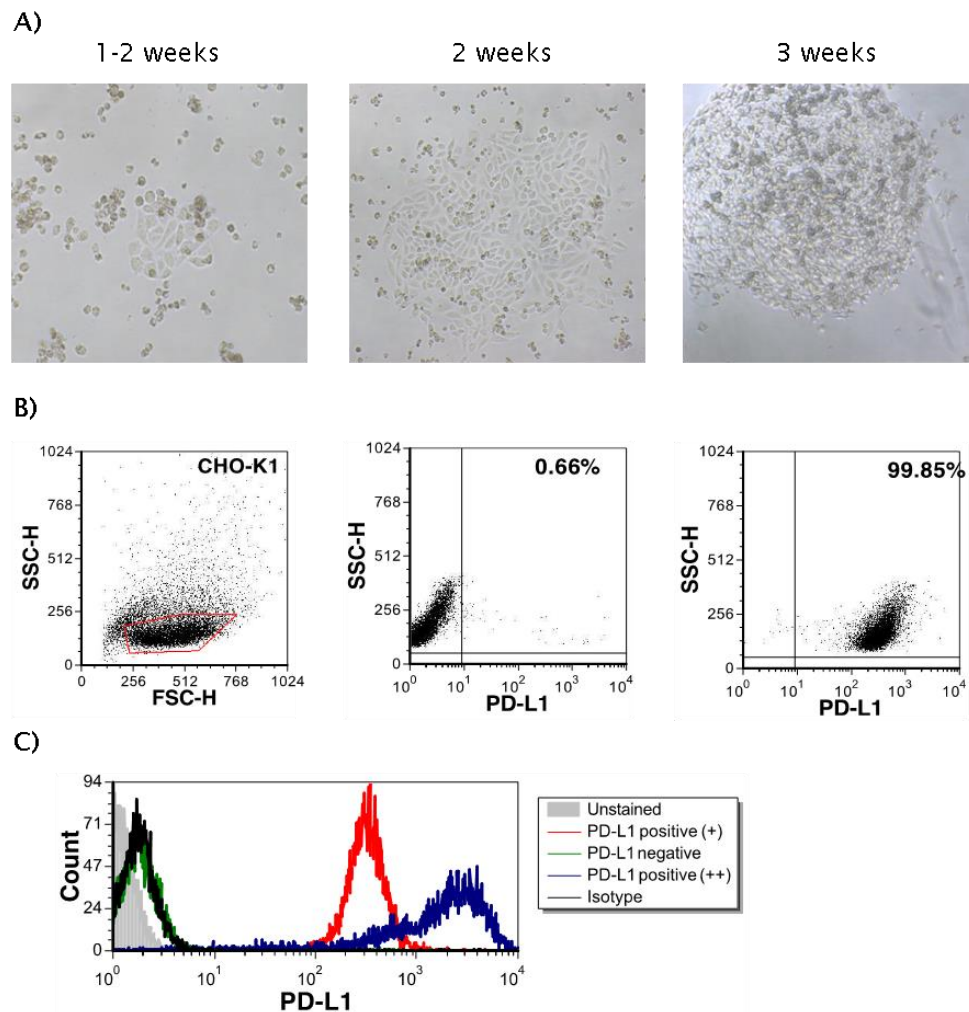 A)
1-2 weeks
2 weeks
3 weeks
B)
1024
768
512
256
0
SSC-H
CHO-K1
0 256 512 768 1024
FSC-H
1024
768
512
256
0
SSC-H
0.66%
10^0 10^1 10^2 10^3 10^4
PD-L1
1024
768
512
256
0
SSC-H
99.85%
10^0 10^1 10^2 10^3 10^4
PD-L1
C)
94
71
47
24
0
Count
10^0 10^1 10^2 10^3 10^4
PD-L1
Unstained
PD-L1 positive (+)
PD-L1 negative
PD-L1 positive (++)
Isotype